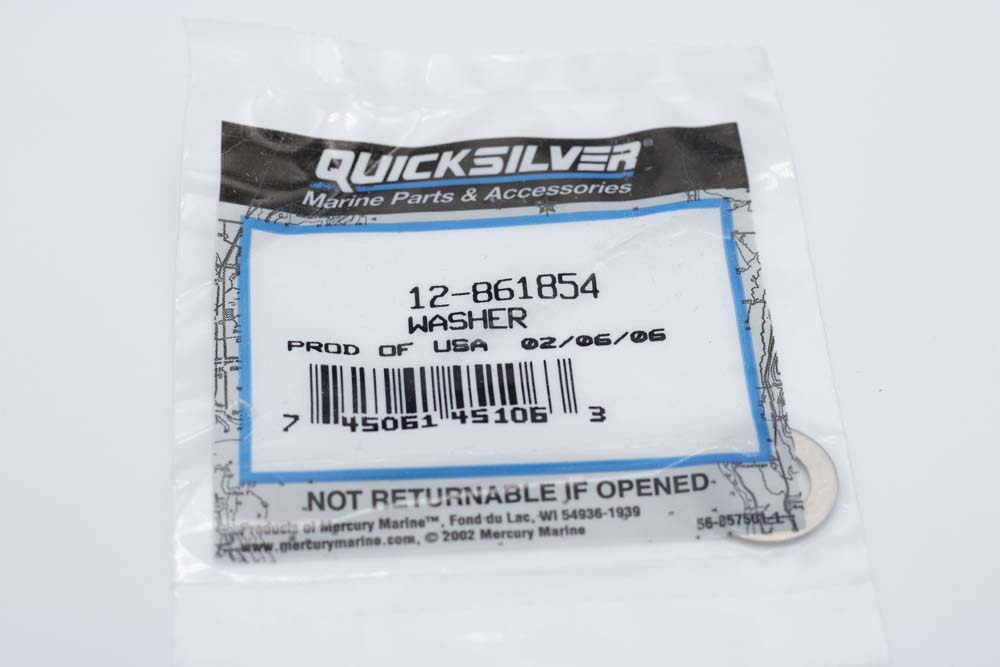 QUICKSILVER®
Marine Parts & Accessories
12-861854
WASHER
PROD OF USA 02/06/06
7 45061 45106 3
NOT RETURNABLE IF OPENED
Products of Mercury Marine™, Fond du Lac, WI 54936-1939
www.mercurymarine.com, © 2002 Mercury Marine